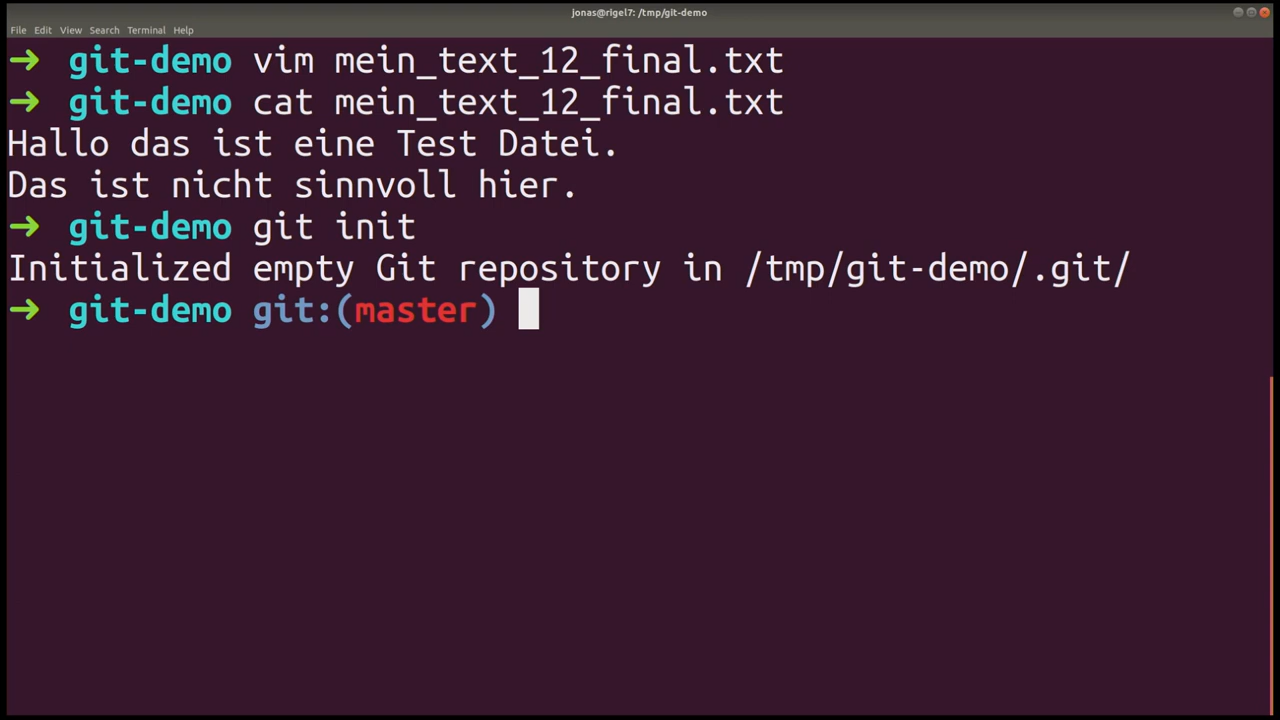 jonas@rigel7: /tmp/git-demo
File Edit View Search Terminal Help
➜ git-demo vim mein_text_12_final.txt
➜ git-demo cat mein_text_12_final.txt
Hallo das ist eine Test Datei.
Das ist nicht sinnvoll hier.
➜ git-demo git init
Initialized empty Git repository in /tmp/git-demo/.git/
➜ git-demo git:(master)